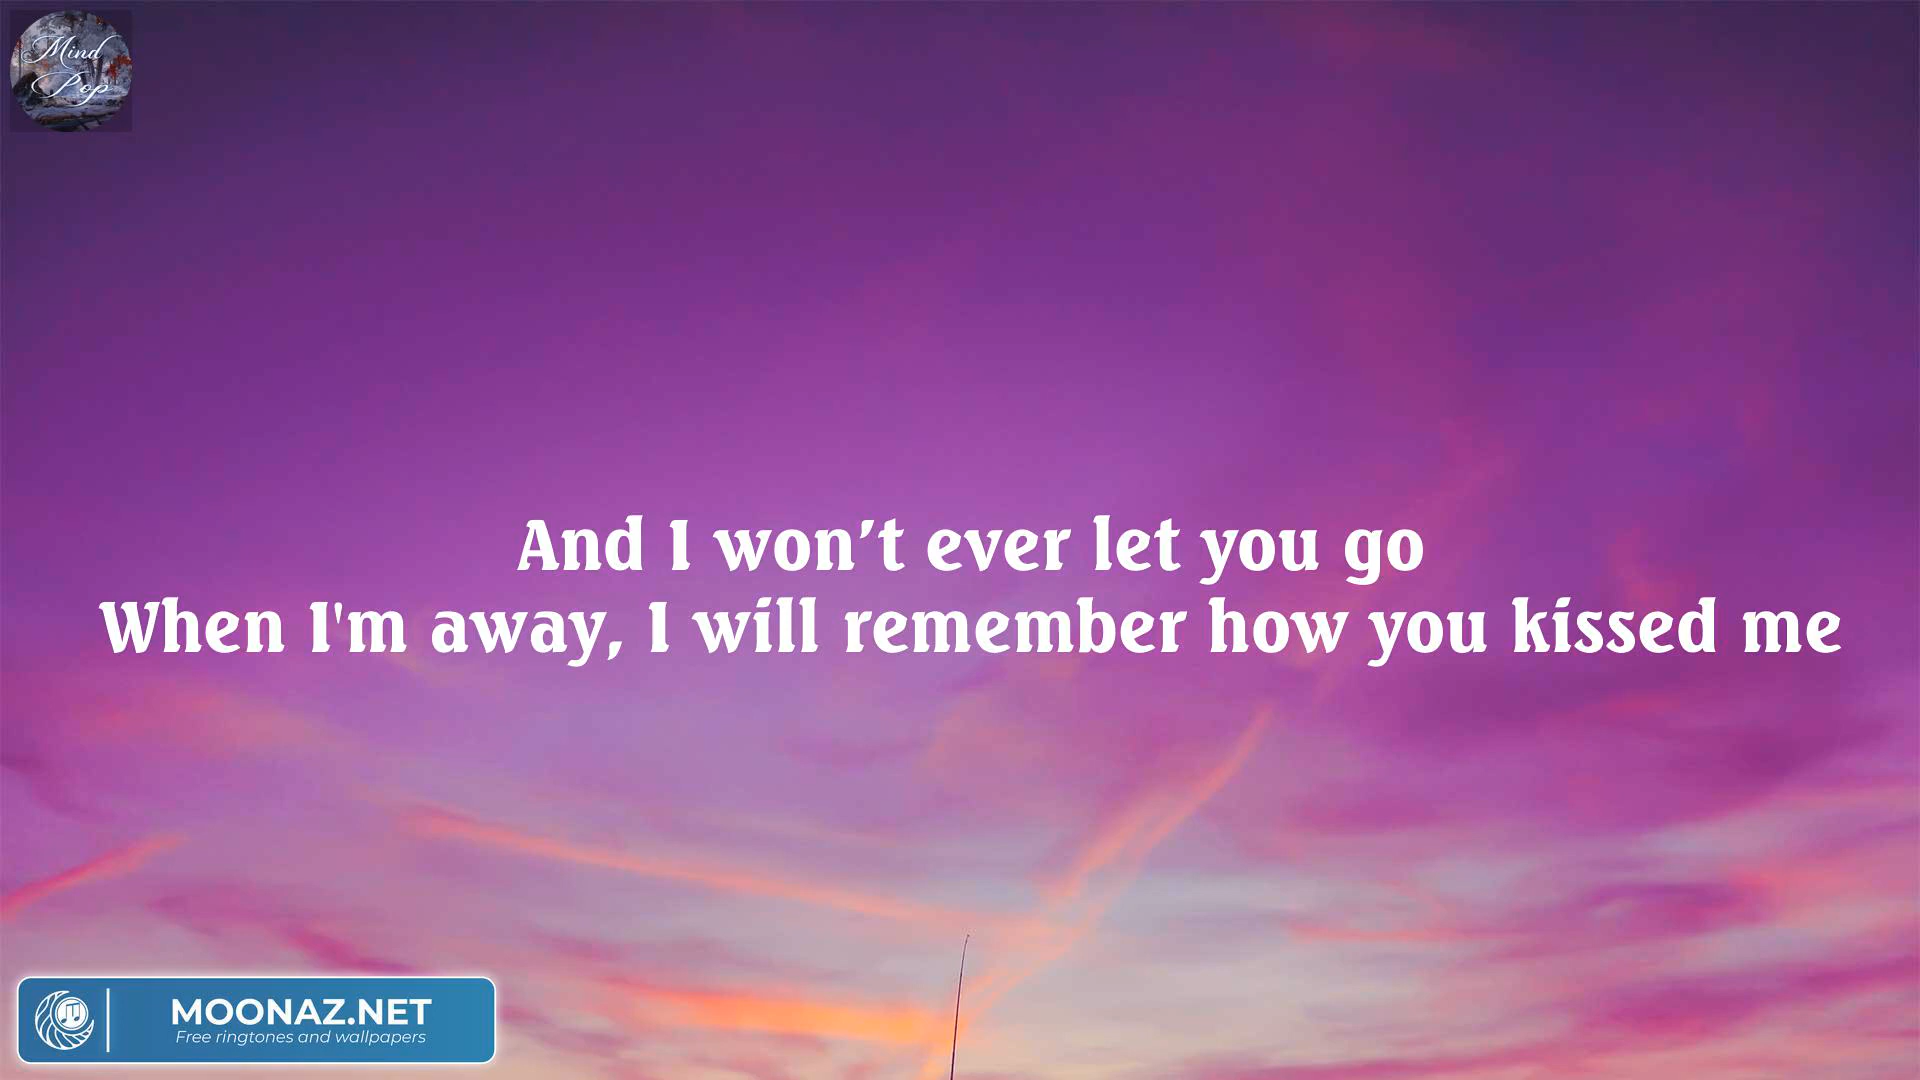 Mind
Pop
And I won’t ever let you go
When I'm away, I will remember how you kissed me
MOONAZ.NET
Free ringtones and wallpapers